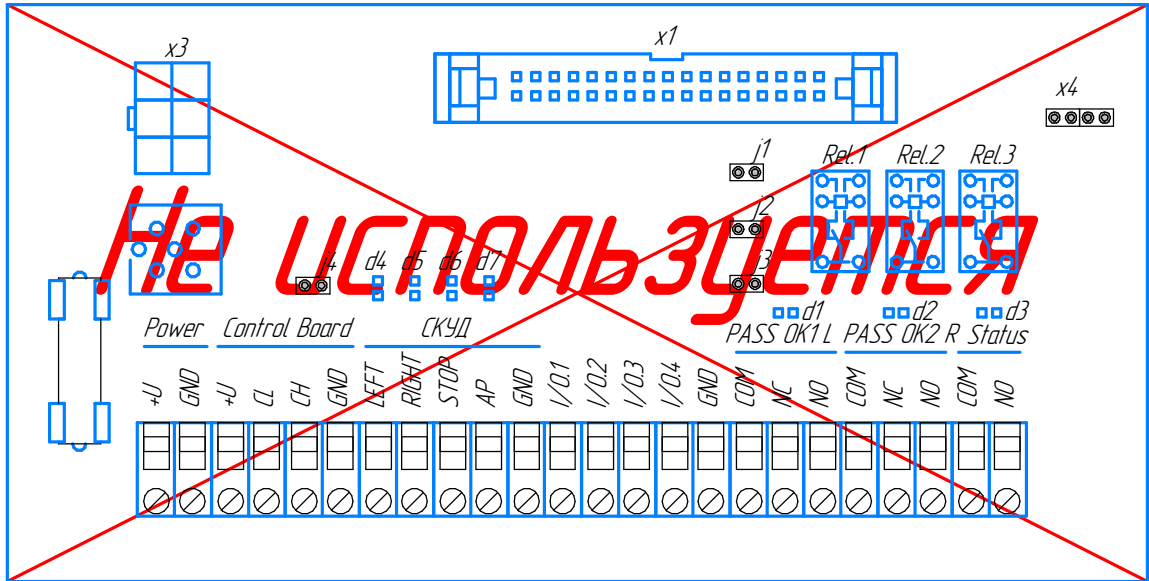 x3
x1
x4
j1
Rel.1 Rel.2 Rel.3
j2
Не используется
j4 d4 d5 d6 d7 j3
d1 d2 d3
Power Control Board СКУД PASS OK1 L PASS OK2 R Status
+U GND +U CL CH GND LEFT RIGHT STOP AP GND I/O.1 I/O.2 I/O.3 I/O.4 GND COM NC NO COM NC NO COM NO